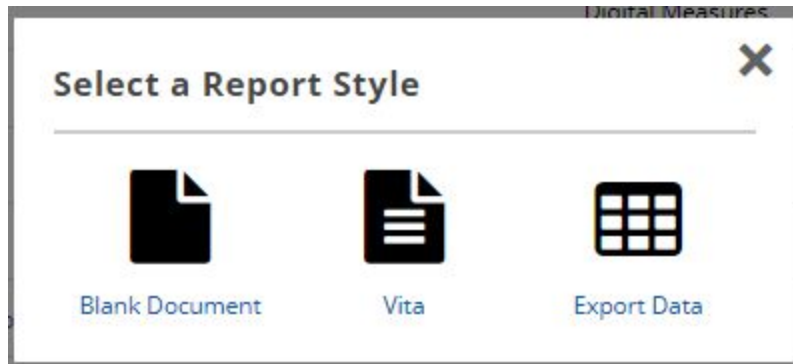 Digital Measures
Select a Report Style
Blank Document
Vita
Export Data